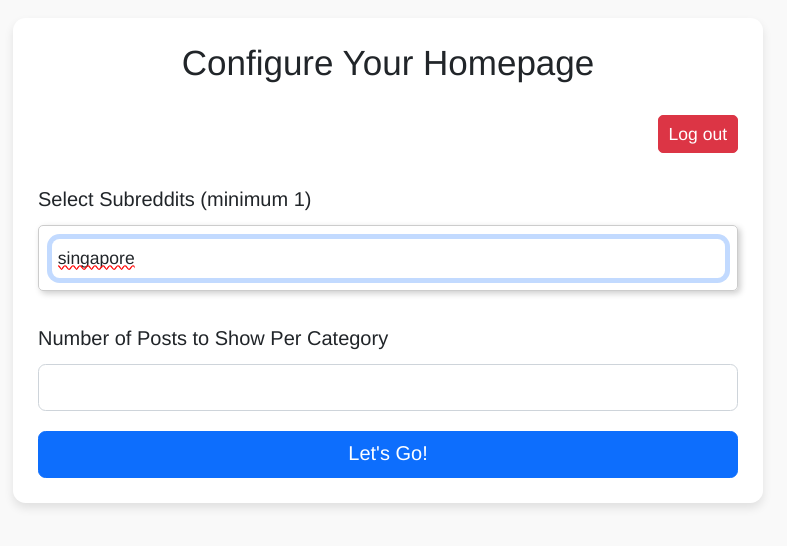 Configure Your Homepage
Log out
Select Subreddits (minimum 1)
singapore
Number of Posts to Show Per Category
Let's Go!